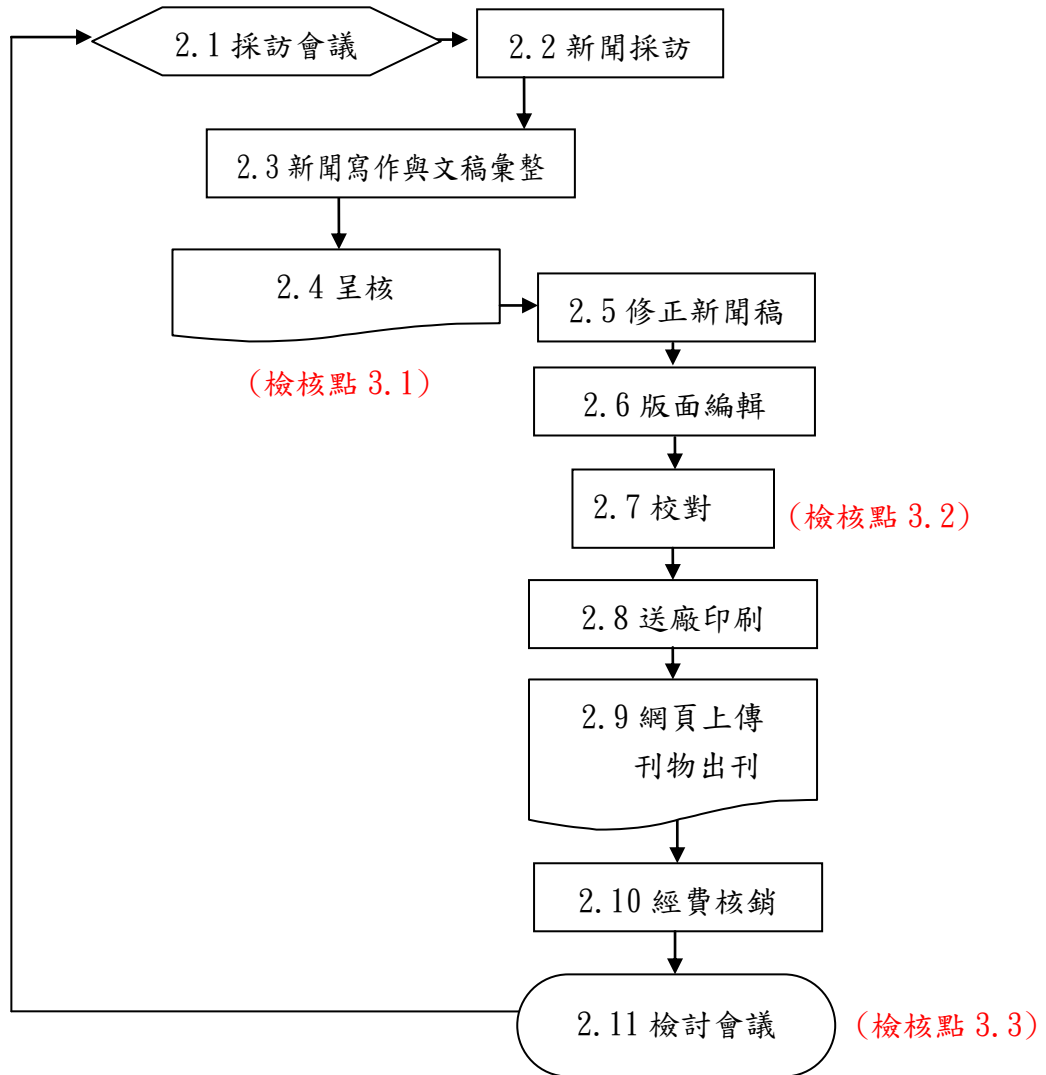 2.1 採訪會議
2.2 新聞採訪
2.3 新聞寫作與文稿彙整
2.4 呈核
(檢核點 3.1)
2.5 修正新聞稿
2.6 版面編輯
2.7 校對
(檢核點 3.2)
2.8 送廠印刷
2.9 網頁上傳
刊物出刊
2.10 經費核銷
2.11 檢討會議
(檢核點 3.3)